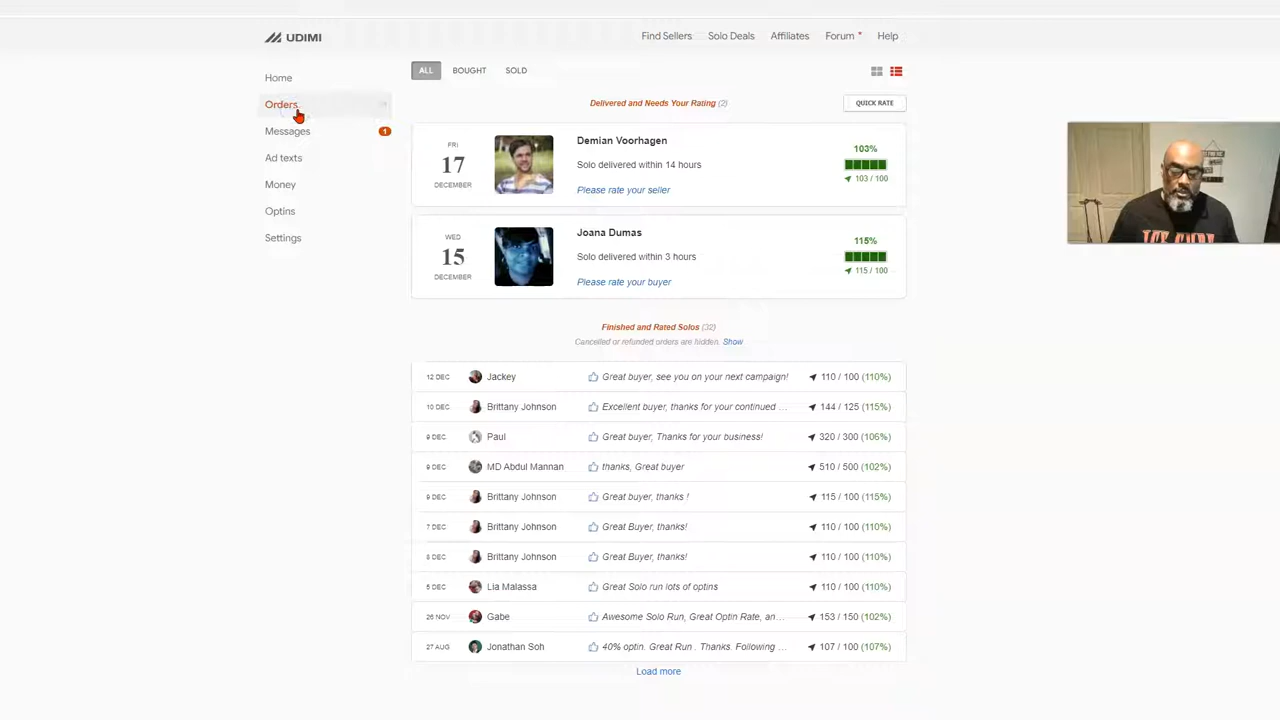 UDIMI
Find Sellers Solo Deals Affiliates Forum * Help
Home
Orders
Messages 1
Ad texts
Money
Optins
Settings
ALL BOUGHT SOLD
Delivered and Needs Your Rating (2)
QUICK RATE
FRI
17
DECEMBER
Demian Voorhagen
Solo delivered within 14 hours
Please rate your seller
103%
103 / 100
WED
15
DECEMBER
Joana Dumas
Solo delivered within 3 hours
Please rate your buyer
115%
115 / 100
Finished and Rated Solos (32)
Cancelled or refunded orders are hidden. Show
12 DEC Jackey Great buyer, see you on your next campaign! 110 / 100 (110%)
10 DEC Brittany Johnson Excellent buyer, thanks for your continued ... 144 / 125 (115%)
9 DEC Paul Great buyer, Thanks for your business! 320 / 300 (106%)
9 DEC MD Abdul Mannan thanks, Great buyer 510 / 500 (102%)
9 DEC Brittany Johnson Great buyer, thanks ! 115 / 100 (115%)
7 DEC Brittany Johnson Great Buyer, thanks! 110 / 100 (110%)
DEC Brittany Johnson Great Buyer, thanks! 110 / 100 (110%)
DEC Lia Malassa Great Solo run lots of optins 110 / 100 (110%)
26 NOV Gabe Awesome Solo Run, Great Optin Rate, an... 153 / 150 (102%)
27 AUG Jonathan Soh 40% optin. Great Run . Thanks. Following ... 107 / 100 (107%)
Load more